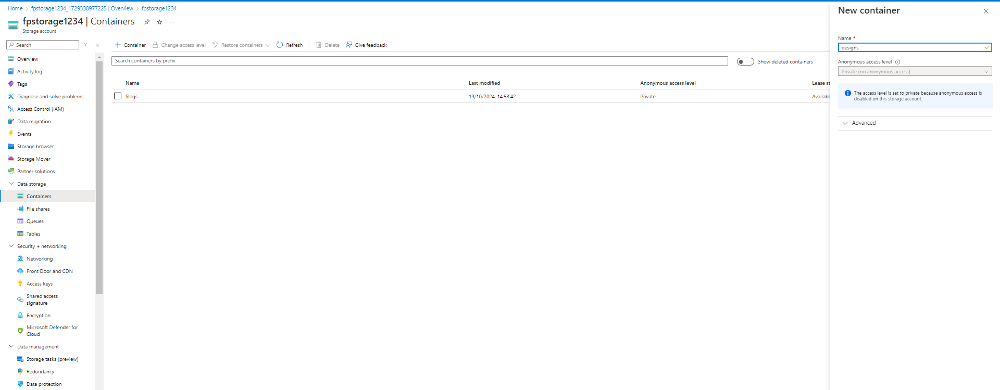 Home > fpstorage1234_1729338977225 | Overview > fpstorage1234
fpstorage1234 | Containers
Storage account
Search
Overview
Activity log
Tags
Diagnose and solve problems
Access Control (IAM)
Data migration
Events
Storage browser
Storage Mover
Partner solutions
Data storage
Containers
File shares
Queues
Tables
Security + networking
Networking
Front Door and CDN
Access keys
Shared access
signature
Encryption
Microsoft Defender for
Cloud
Data management
Storage tasks (preview)
Redundancy
Data protection
Container Change access level Restore containers Refresh Delete Give feedback
Search containers by prefix
Show deleted containers
Name Last modified Anonymous access level Lease st
$logs 19/10/2024, 14:58:42 Private Availabl
New container
Name *
designs
Anonymous access level
Private (no anonymous access)
The access level is set to private because anonymous access is
disabled on this storage account.
Advanced